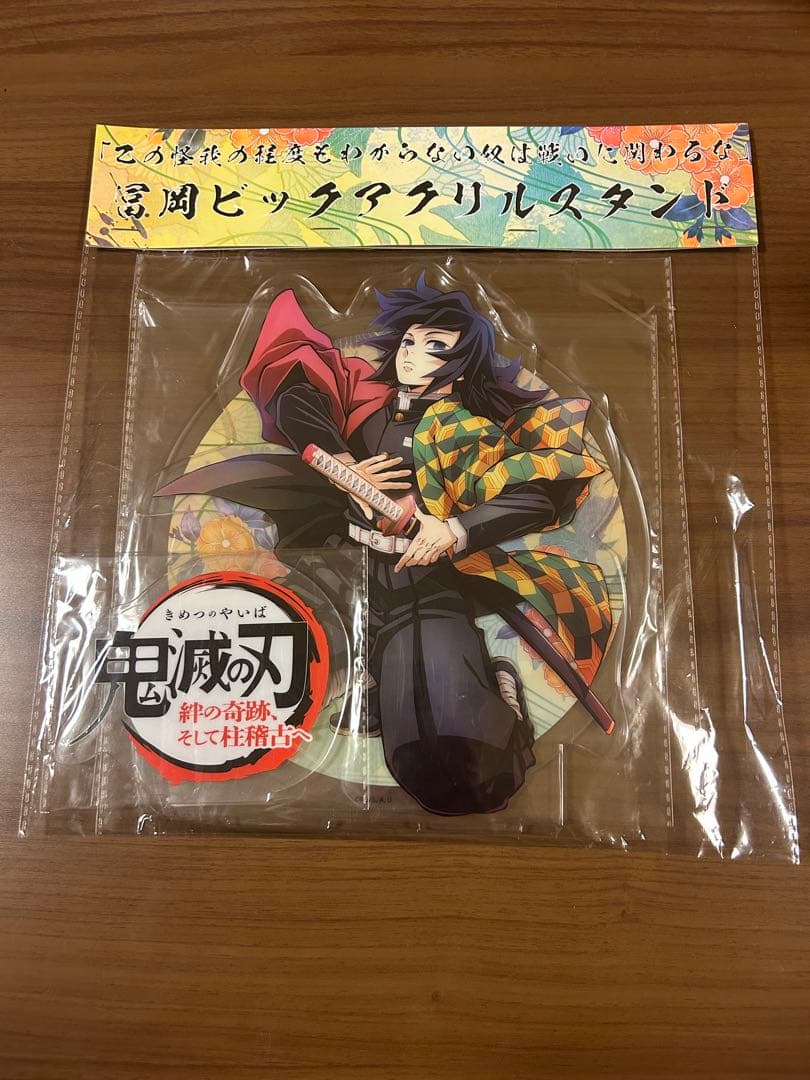 「乙の怪我の程度もわからない奴は戦いに関わるな」
冨岡ビックアクリルスタンド
きめつのやいば
鬼滅の刃
絆の奇跡、
そして柱稽古へ